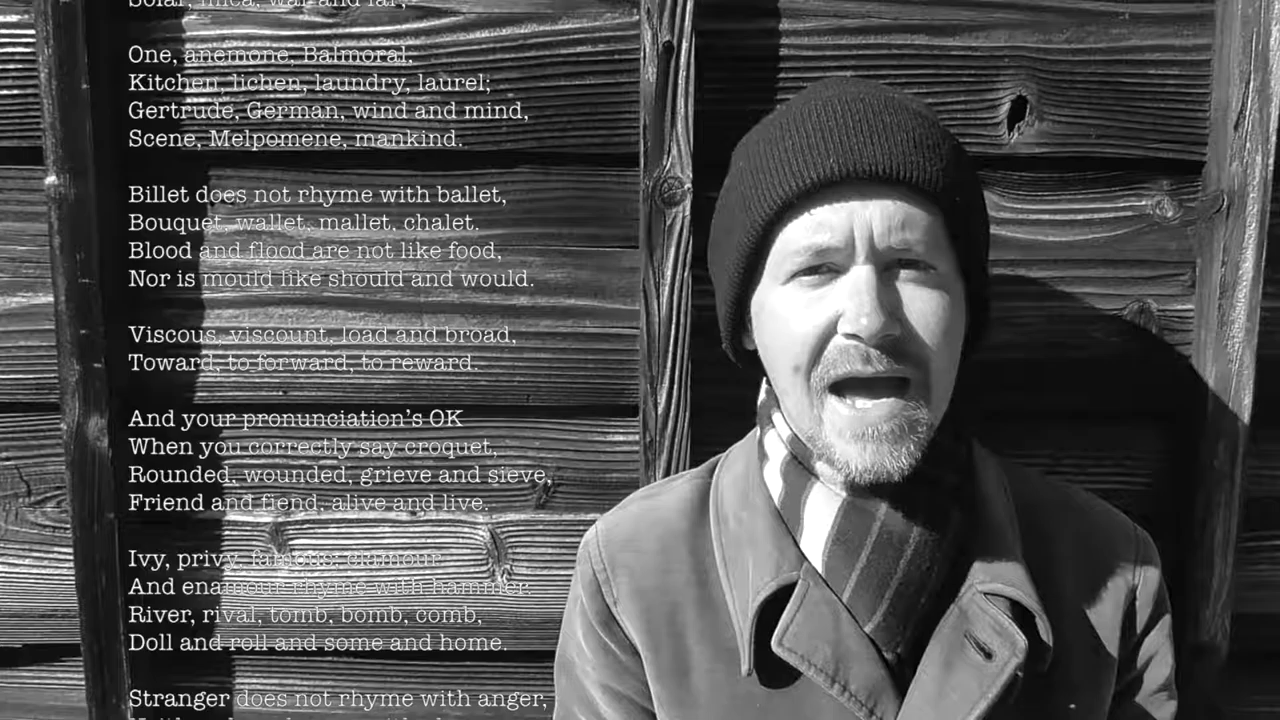 Solar, mica, war and far;
One, anemone, Balmoral,
Kitchen, lichen, laundry, laurel;
Gertrude, German, wind and mind,
Scene, Melpomene, mankind.
Billet does not rhyme with ballet,
Bouquet, wallet, mallet, chalet.
Blood and flood are not like food,
Nor is mould like should and would.
Viscous, viscount, load and broad,
Toward, to forward, to reward.
And your pronunciation’s OK
When you correctly say croquet,
Rounded, wounded, grieve and sieve,
Friend and fiend, alive and live.
Ivy, privy, famous; clamour
And enamour rhyme with hammer.
River, rival, tomb, bomb, comb,
Doll and roll and some and home.
Stranger does not rhyme with anger,